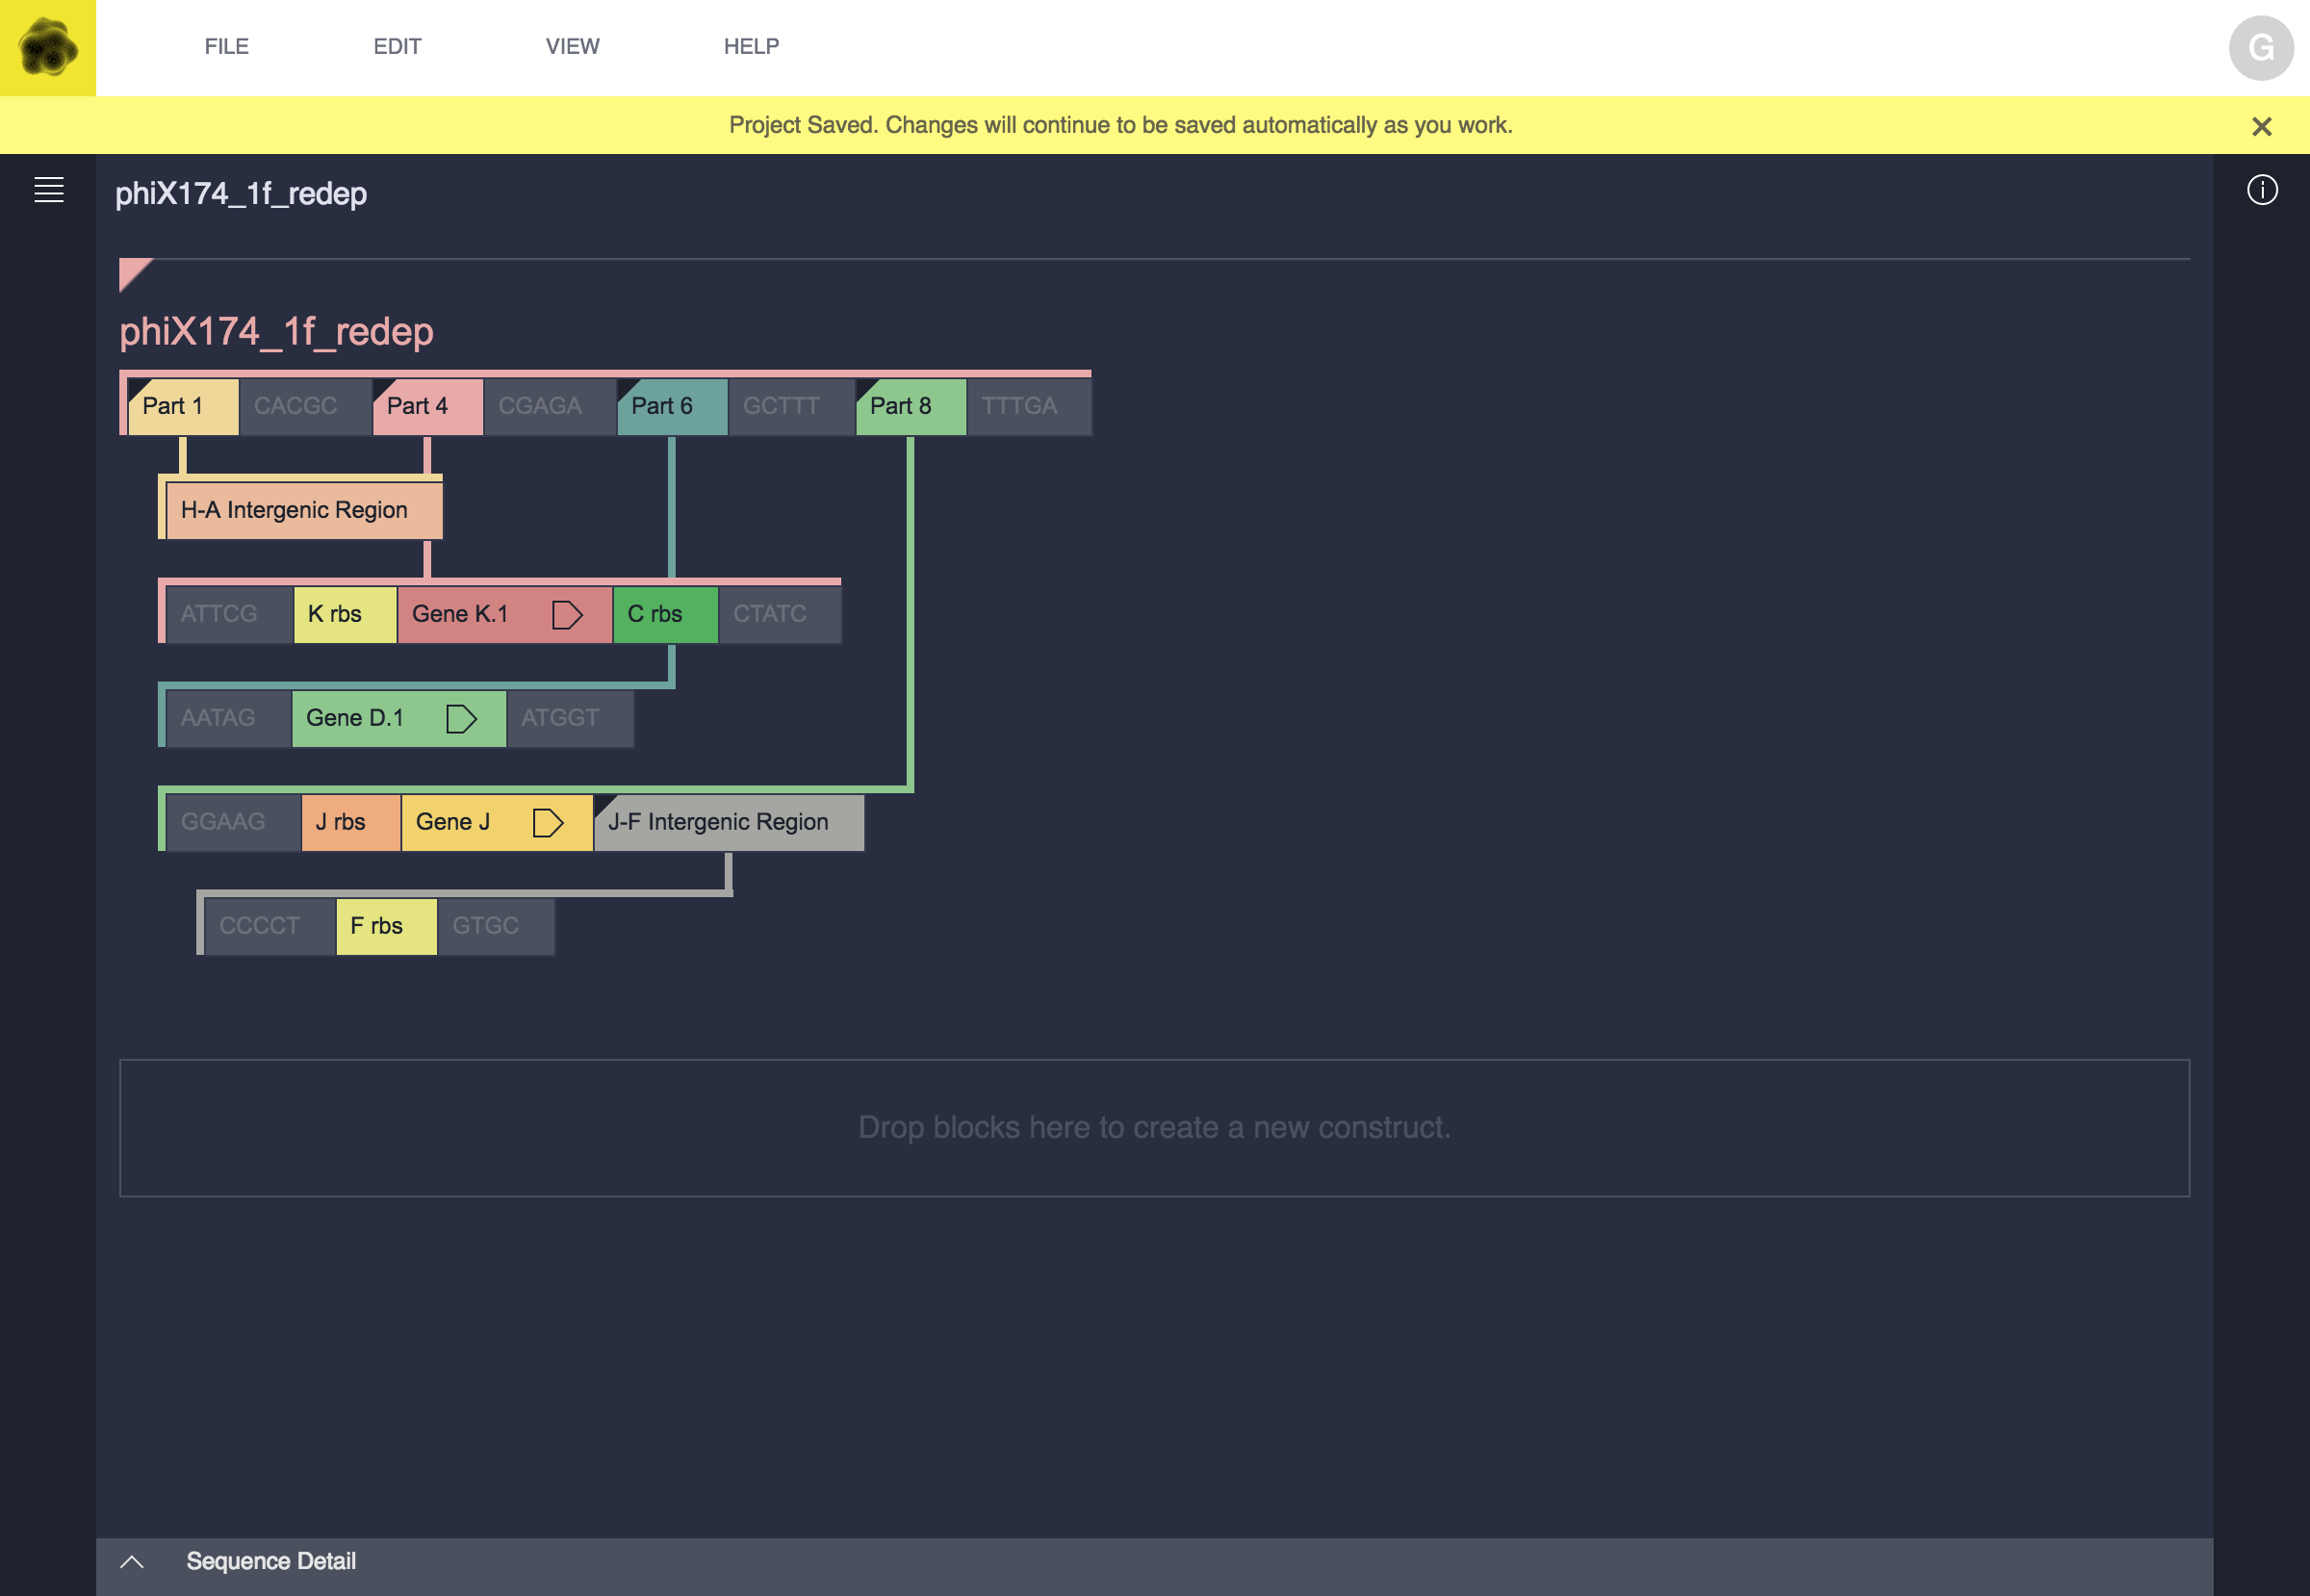 FILE EDIT VIEW HELP G
Project Saved. Changes will continue to be saved automatically as you work.
phiX174_1f_redep
phiX174_1f_redep
Part 1 CACGC Part 4 CGAGA Part 6 GCTTT Part 8 TTTGA
H-A Intergenic Region
ATTCG K rbs Gene K.1 C rbs CTATC
AATAG Gene D.1 ATGGT
GGAAG J rbs Gene J J-F Intergenic Region
CCCCT F rbs GTGC
Drop blocks here to create a new construct.
Sequence Detail